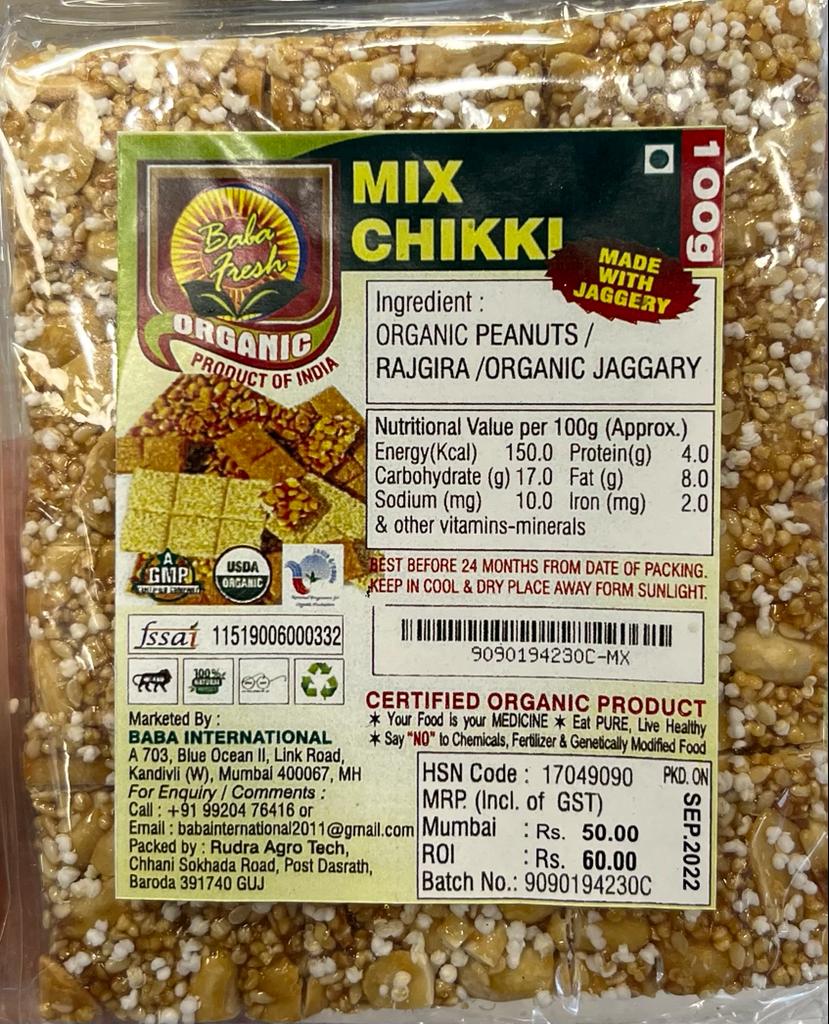 MIX
CHIKKI
100g
Baba
Fresh
ORGANIC
PRODUCT OF INDIA
MADE
WITH
JAGGERY
Ingredient :
ORGANIC PEANUTS /
RAJGIRA /ORGANIC JAGGARY
Nutritional Value per 100g (Approx.)
Energy(Kcal) 150.0 Protein(g) 4.0
Carbohydrate (g) 17.0 Fat (g) 8.0
Sodium (mg) 10.0 Iron (mg) 2.0
& other vitamins-minerals
A
GMP
USDA
ORGANIC
BEST BEFORE 24 MONTHS FROM DATE OF PACKING.
KEEP IN COOL & DRY PLACE AWAY FORM SUNLIGHT.
fssai 11519006000332
9090194230C-MX
100%
NATURAL
CERTIFIED ORGANIC PRODUCT
✶ Your Food is your MEDICINE ✶ Eat PURE, Live Healthy
✶ Say "NO" to Chemicals, Fertilizer & Genetically Modified Food
Marketed By :
BABA INTERNATIONAL
A 703, Blue Ocean II, Link Road,
Kandivli (W), Mumbai 400067, MH
For Enquiry / Comments :
Call : +91 99204 76416 or
Email : babainternational2011@gmail.com
Packed by : Rudra Agro Tech,
Chhani Sokhada Road, Post Dasrath,
Baroda 391740 GUJ
HSN Code : 17049090
MRP. (Incl. of GST)
Mumbai : Rs. 50.00
ROI : Rs. 60.00
Batch No.: 9090194230C
PKD. ON
SEP.2022